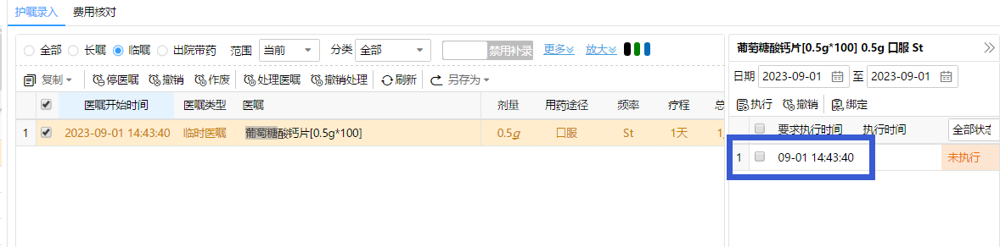 护嘱录入 费用核对
全部 长嘱 临嘱 出院带药 范围 当前 分类 全部 禁用补录 更多 放大
复制 停医嘱 撤销 作废 处理医嘱 撤销处理 刷新 另存为
医嘱开始时间 医嘱类型 医嘱 剂量 用药途径 频率 疗程 总
1 2023-09-01 14:43:40 临时医嘱 葡萄糖酸钙片[0.5g*100] 0.5g 口服 St 1天 1
葡萄糖酸钙片[0.5g*100] 0.5g 口服 St
日期 2023-09-01 至 2023-09-01
执行 撤销 绑定
要求执行时间 执行时间 全部状态
1 09-01 14:43:40 未执行